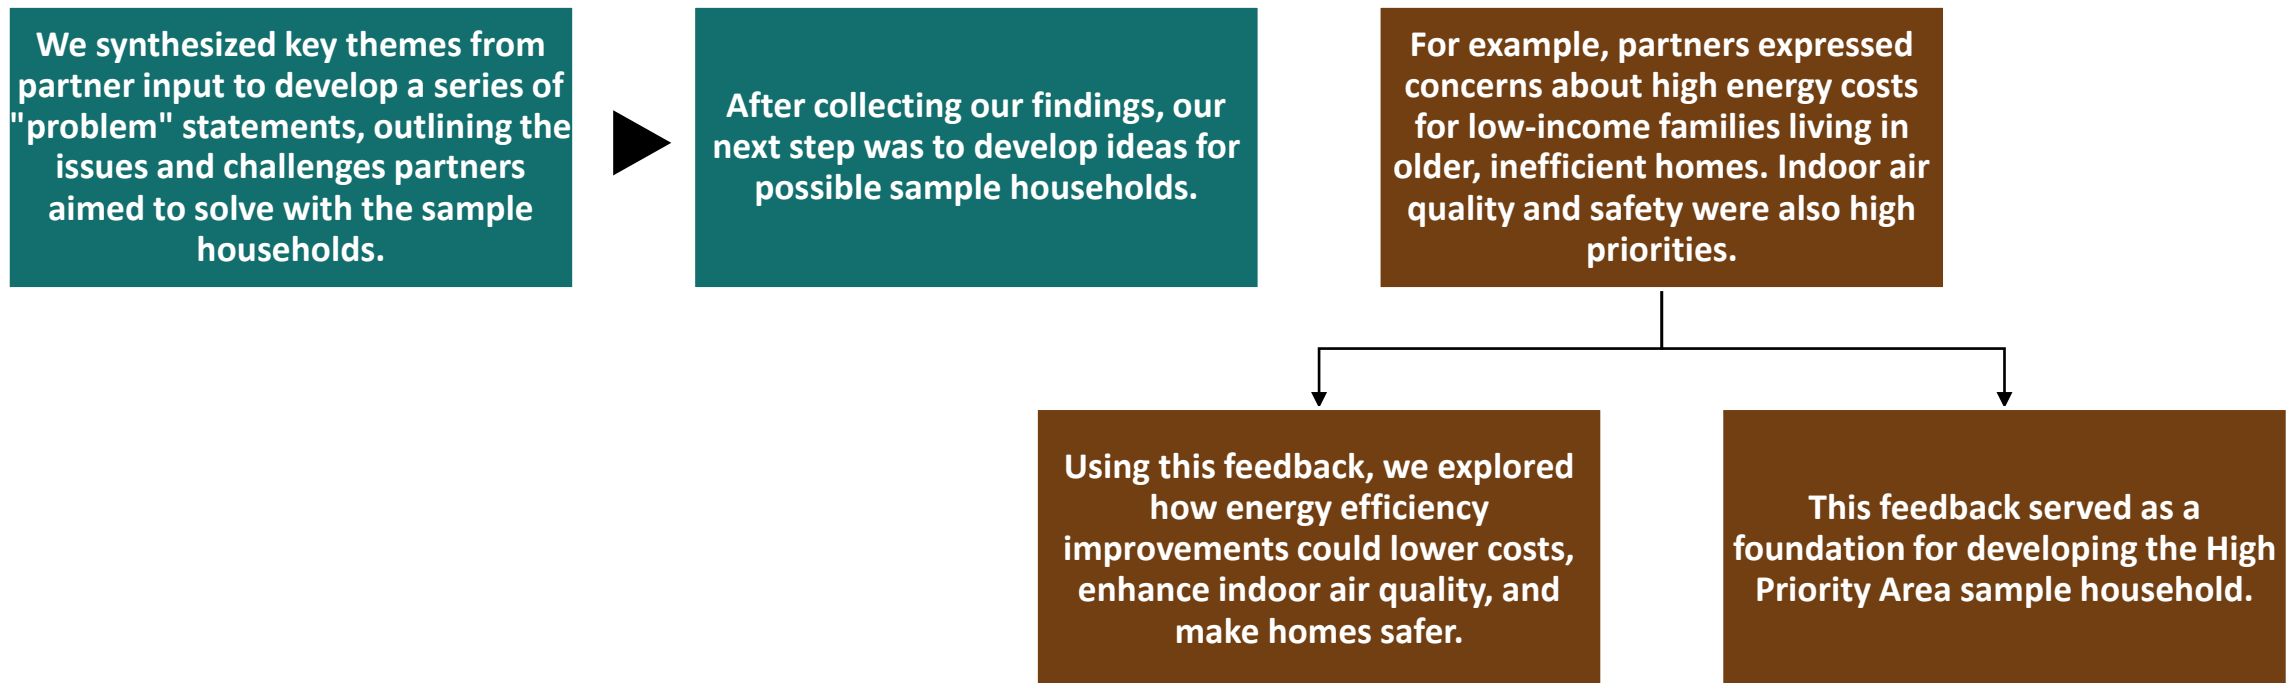 We synthesized key themes from
partner input to develop a series of
"problem" statements, outlining the
issues and challenges partners
aimed to solve with the sample
households.
After collecting our findings, our
next step was to develop ideas for
possible sample households.
For example, partners expressed
concerns about high energy costs
for low-income families living in
older, inefficient homes. Indoor air
quality and safety were also high
priorities.
Using this feedback, we explored
how energy efficiency
improvements could lower costs,
enhance indoor air quality, and
make homes safer.
This feedback served as a
foundation for developing the High
Priority Area sample household.